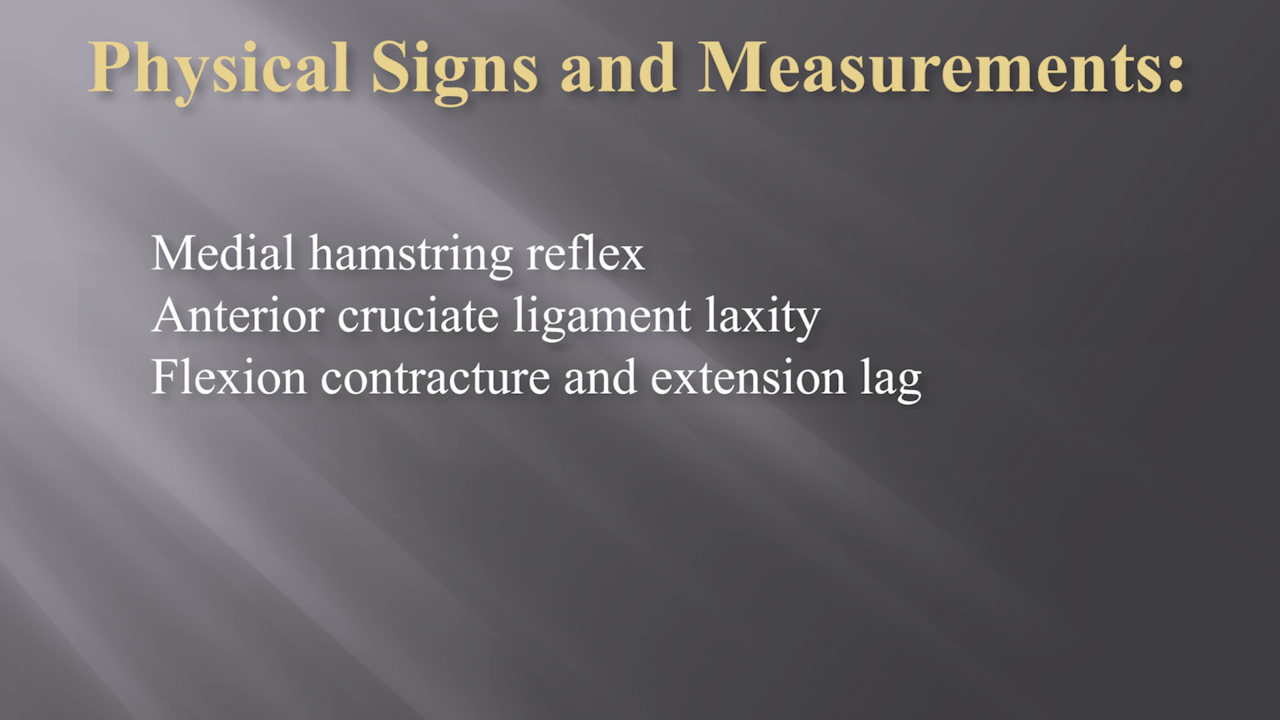 Physical Signs and Measurements:
Medial hamstring reflex
Anterior cruciate ligament laxity
Flexion contracture and extension lag